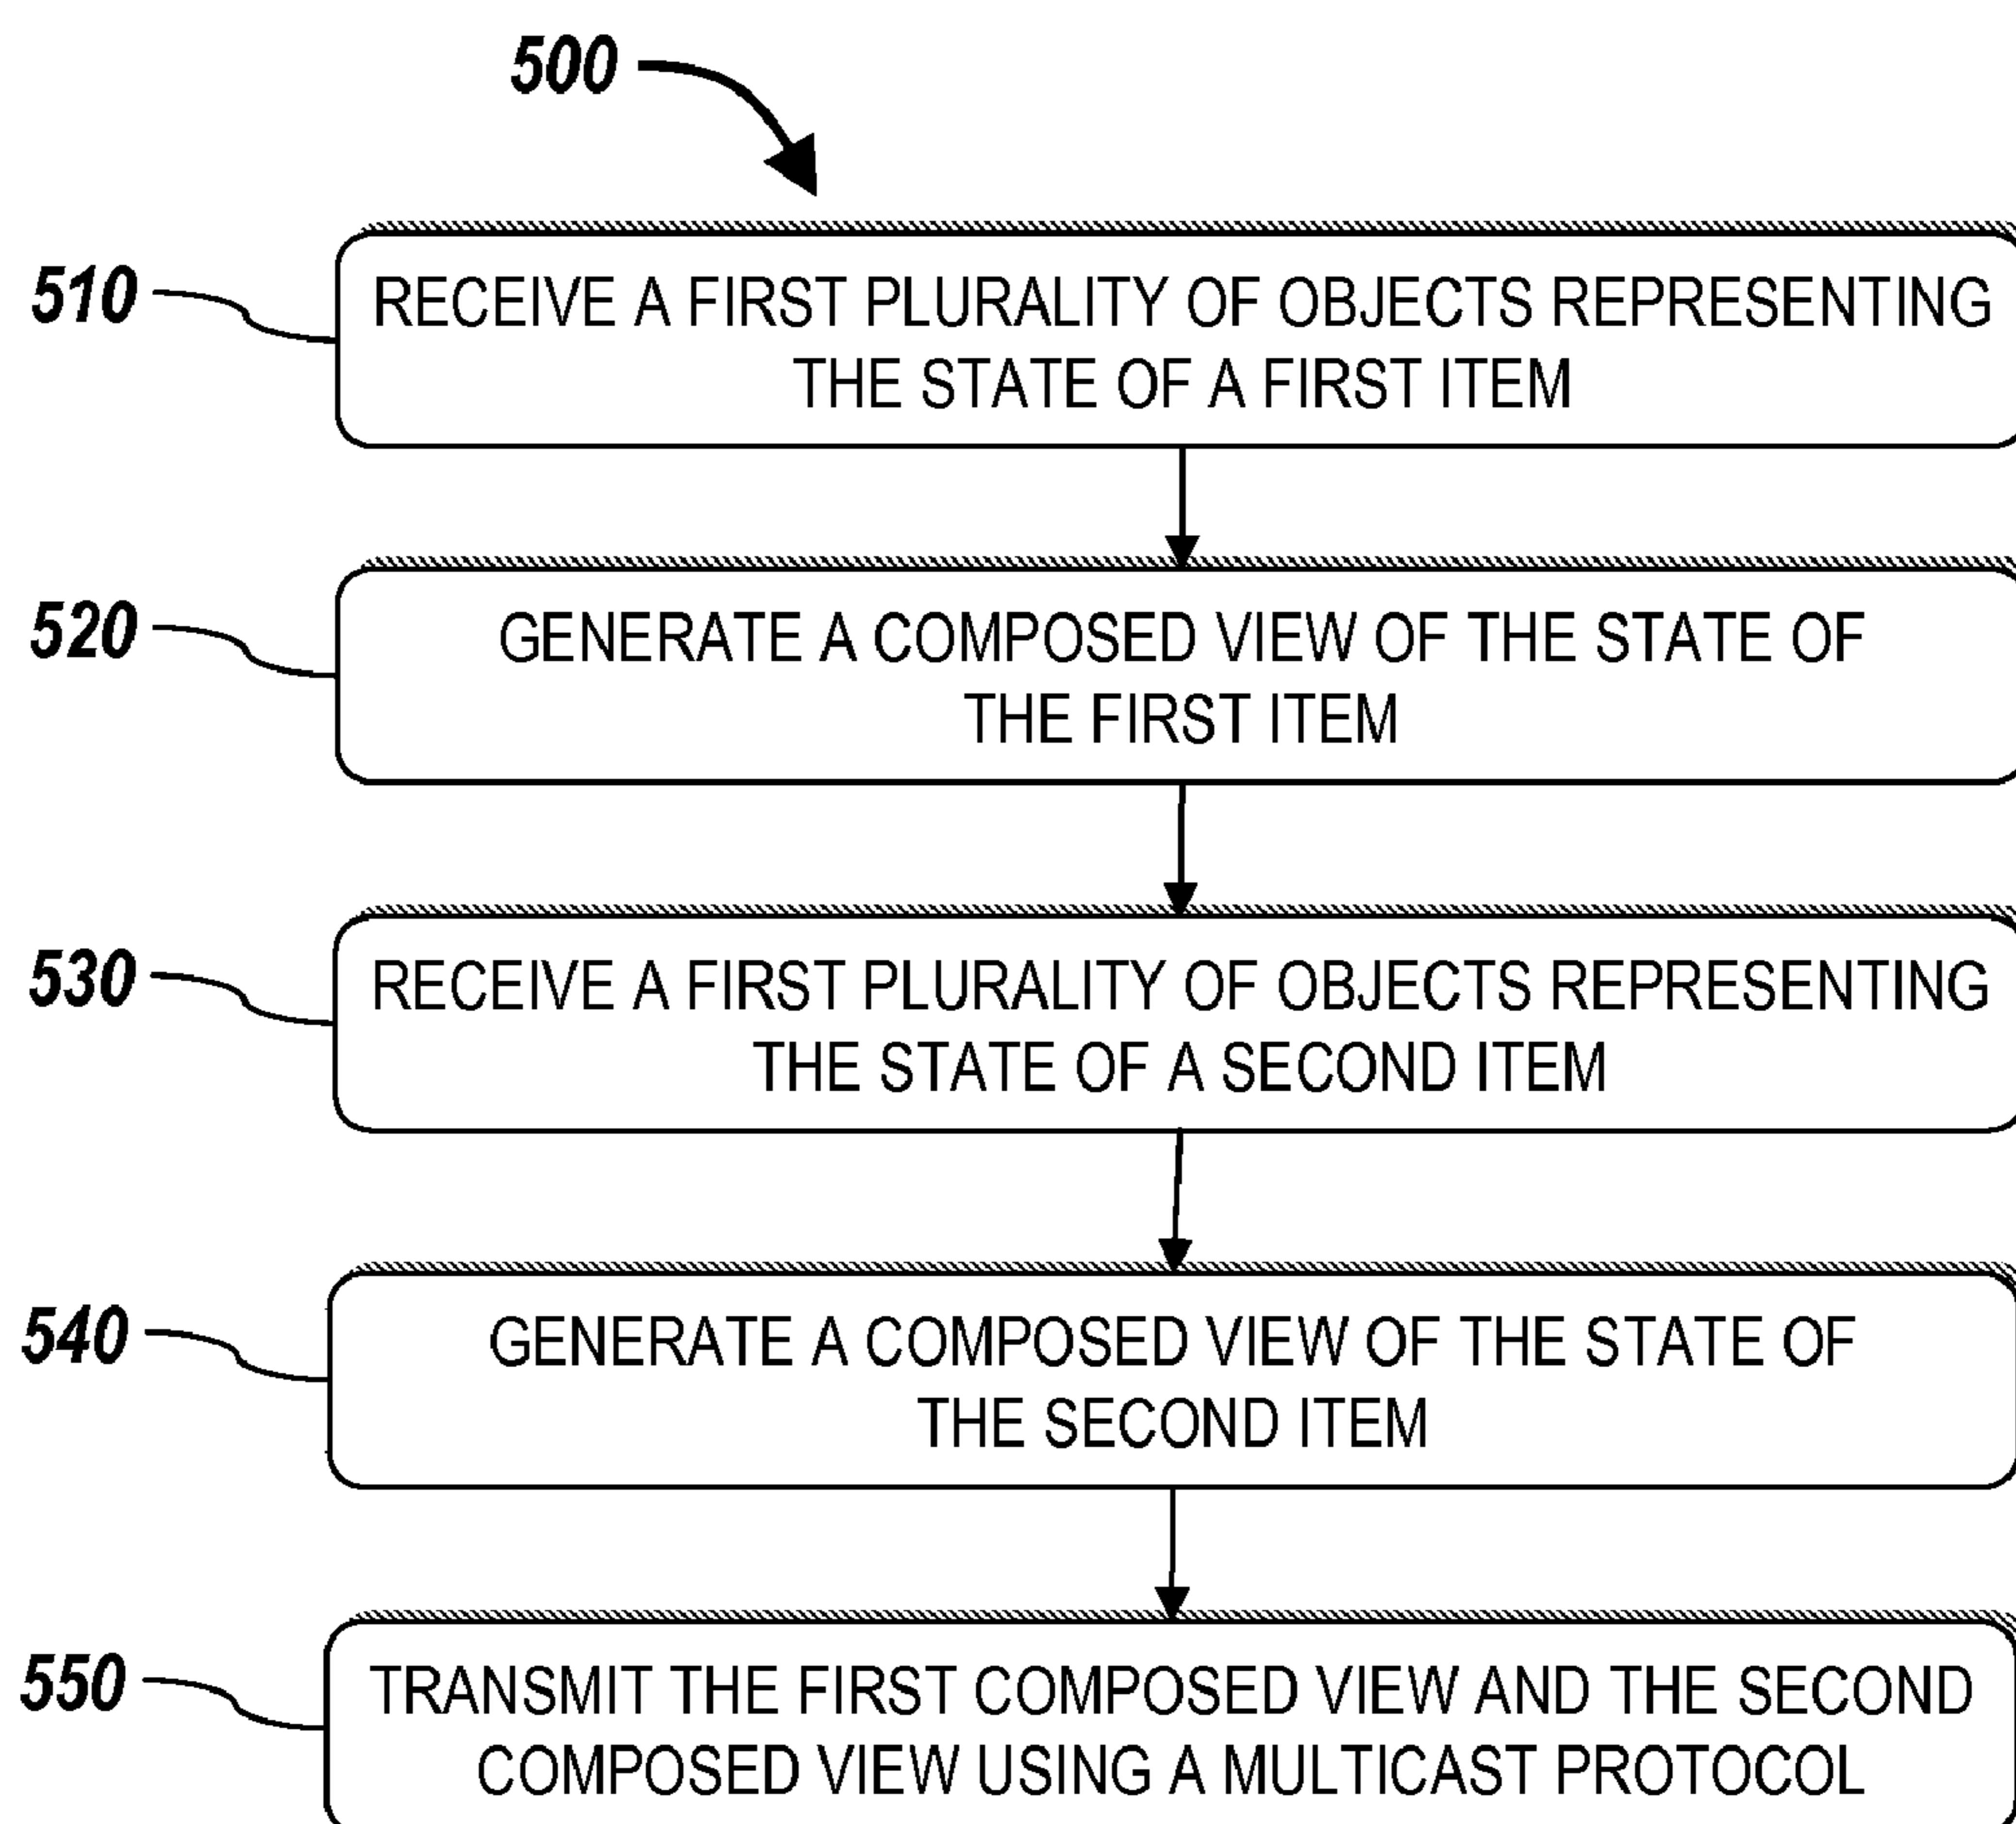 500
510
RECEIVE A FIRST PLURALITY OF OBJECTS REPRESENTING
THE STATE OF A FIRST ITEM
520
GENERATE A COMPOSED VIEW OF THE STATE OF
THE FIRST ITEM
530
RECEIVE A FIRST PLURALITY OF OBJECTS REPRESENTING
THE STATE OF A SECOND ITEM
540
GENERATE A COMPOSED VIEW OF THE STATE OF
THE SECOND ITEM
550
TRANSMIT THE FIRST COMPOSED VIEW AND THE SECOND
COMPOSED VIEW USING A MULTICAST PROTOCOL